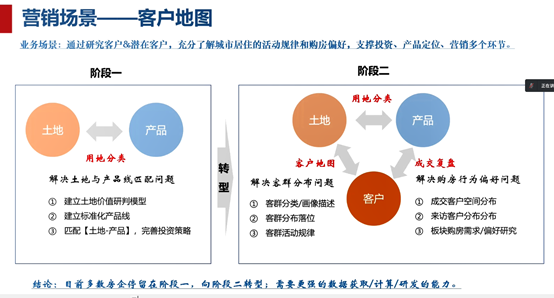 营销场景——客户地图
业务场景：通过研究客户&潜在客户，充分了解城市居住的活动规律和购房偏好，支撑投资、产品定位、营销多个环节。
阶段一
土地
产品
用地分类
解决土地与产品线匹配问题
① 建立土地价值研判模型
② 建立标准化产品线
③ 匹配【土地-产品】，完善投资策略
转型
阶段二
土地
用地分类
产品
客户地图
成交复盘
客户
解决客群分布问题
① 客群分类/画像描述
② 客群分布落位
③ 客群活动规律
解决购房行为偏好问题
① 成交客户空间分布
② 来访客户分布分布
③ 板块购房需求/偏好研究
结论：目前多数房企停留在阶段一，向阶段二转型；需要更强的数据获取/计算/研发的能力。